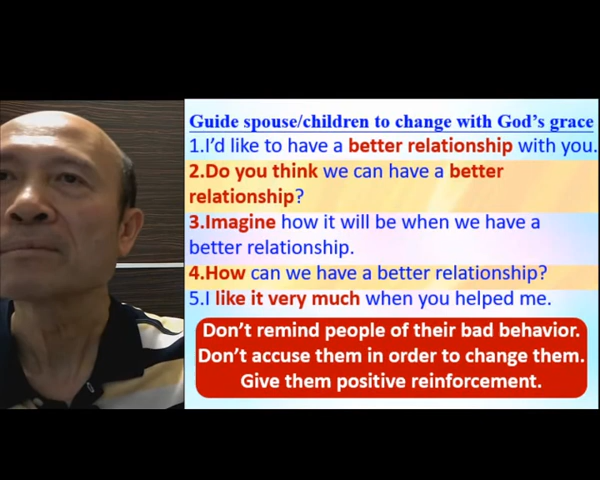 Guide spouse/children to change with God's grace
1.I'd like to have a better relationship with you.
2.Do you think we can have a better
relationship?
3.Imagine how it will be when we have a
better relationship.
4.How can we have a better relationship?
5.I like it very much when you helped me.
Don't remind people of their bad behavior.
Don't accuse them in order to change them.
Give them positive reinforcement.